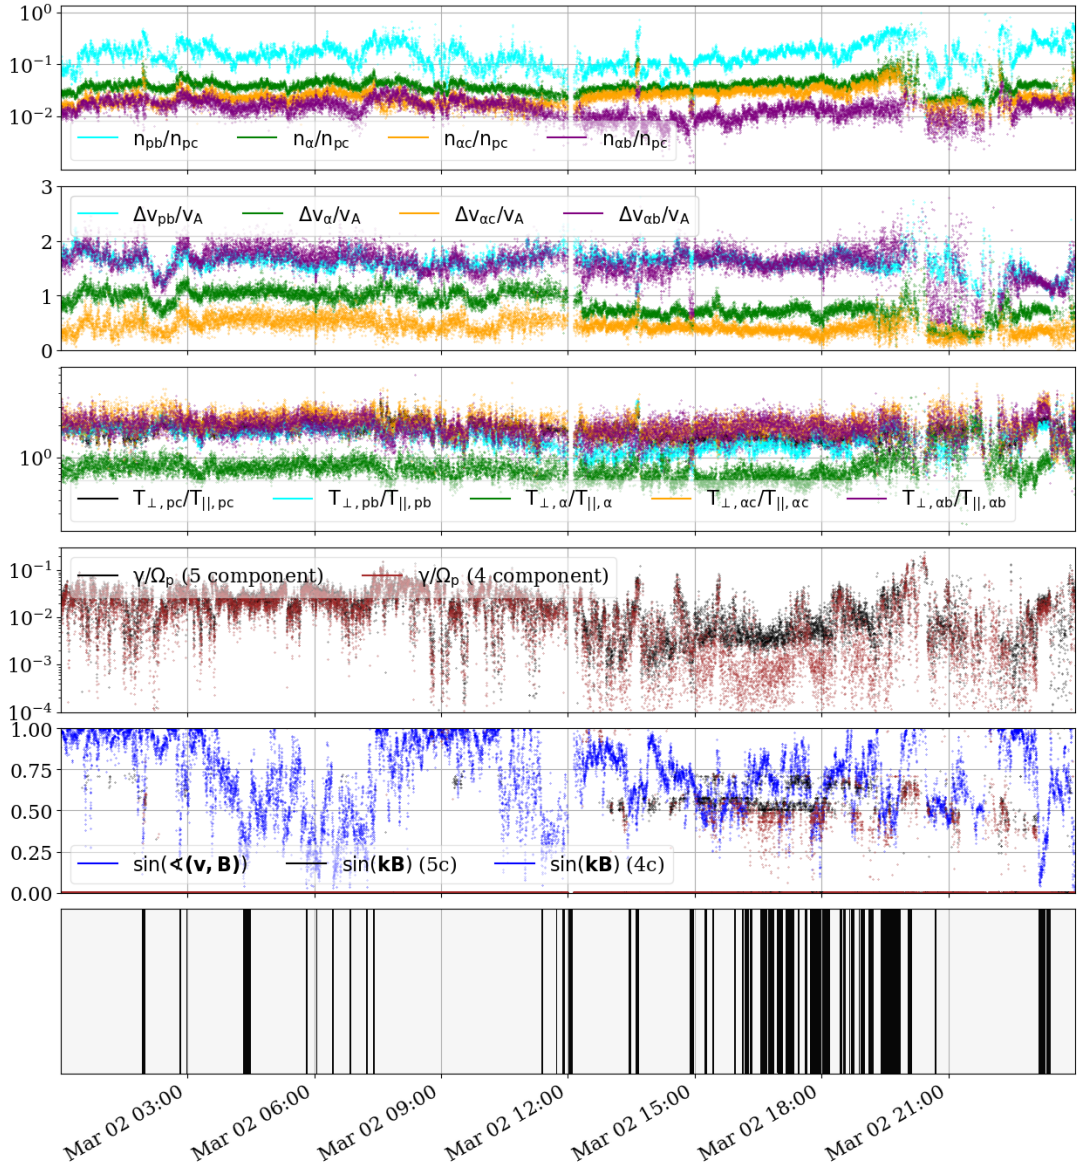 10⁰
10⁻¹
10⁻²
n_pb/n_pc n_α/n_pc n_αc/n_pc n_αb/n_pc
3
Δv_pb/v_A Δv_α/v_A Δv_αc/v_A Δv_αb/v_A
2
1
0
10⁰
T_⊥,pc/T_||,pc T_⊥,pb/T_||,pb T_⊥,α/T_||,α T_⊥,αc/T_||,αc T_⊥,αb/T_||,αb
10⁻¹
γ/Ω_p (5 component) γ/Ω_p (4 component)
10⁻²
10⁻³
10⁻⁴
1.00
0.75
0.50
0.25
sin(∢(v, B)) sin(kB) (5c) sin(kB) (4c)
0.00
Mar 02 03:00 Mar 02 06:00 Mar 02 09:00 Mar 02 12:00 Mar 02 15:00 Mar 02 18:00 Mar 02 21:00